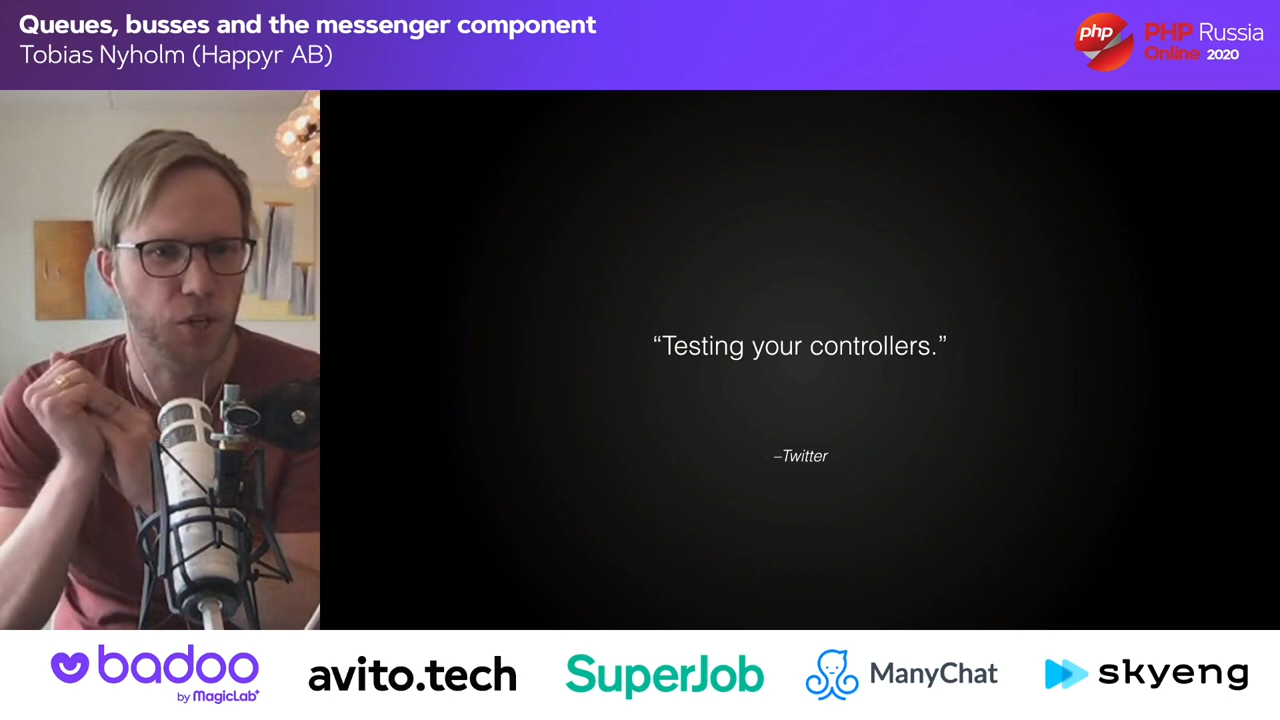 Queues, busses and the messenger component
Tobias Nyholm (Happyr AB)
php
PHP Russia
Online 2020
“Testing your controllers.”
–Twitter
badoo
by MagicLab
avito.tech
SuperJob
ManyChat
skyeng